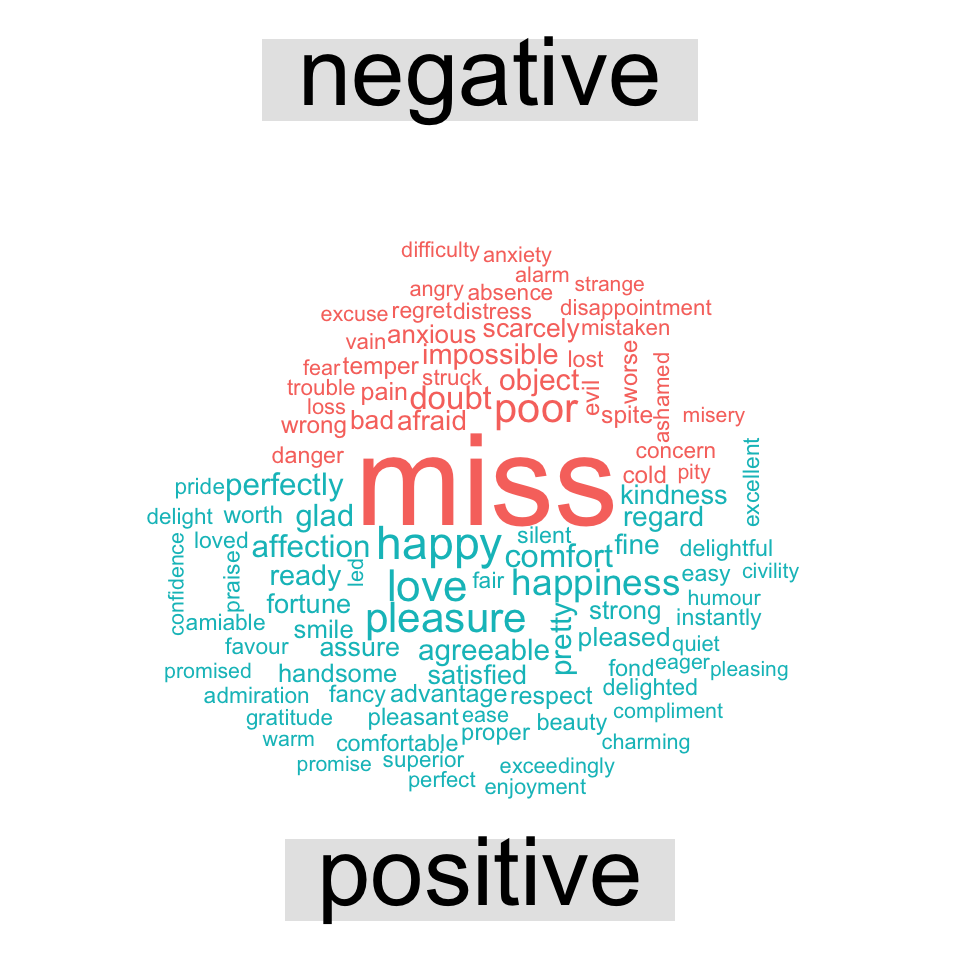 negative
difficulty anxiety
alarm strange
angry absence
excuse regret distress disappointment
vain anxious scarcely mistaken
fear temper impossible lost worse
trouble pain struck object evil ashamed
loss doubt poor spite misery
wrong bad afraid
danger concern
miss cold pity
pride perfectly kindness excellent
delight worth glad regard
loved affection happy silent comfort fine delightful
confidence praise ready led love fair happiness easy civility
fortune humour
amiable smile pleasure pretty strong instantly
favour assure agreeable pleased quiet
promised handsome satisfied fond eager pleasing
admiration fancy advantage respect delighted
gratitude pleasant ease beauty compliment
warm comfortable proper charming
promise superior exceedingly
perfect enjoyment
positive